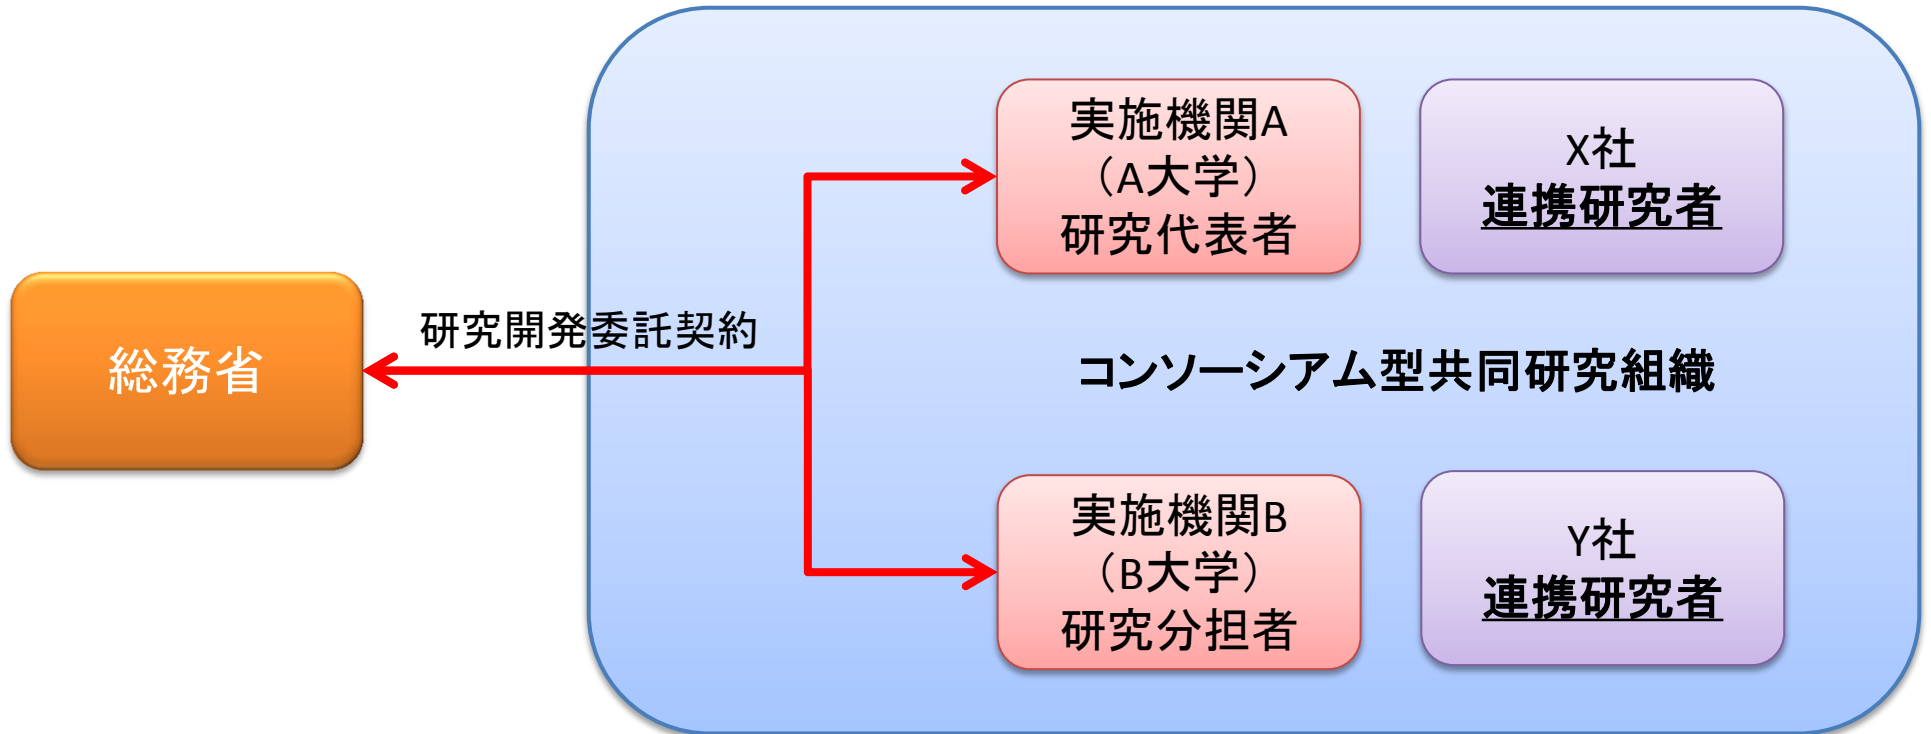 実施機関A
（A大学）
研究代表者
X社
連携研究者
研究開発委託契約
総務省
コンソーシアム型共同研究組織
実施機関B
（B大学）
研究分担者
Y社
連携研究者